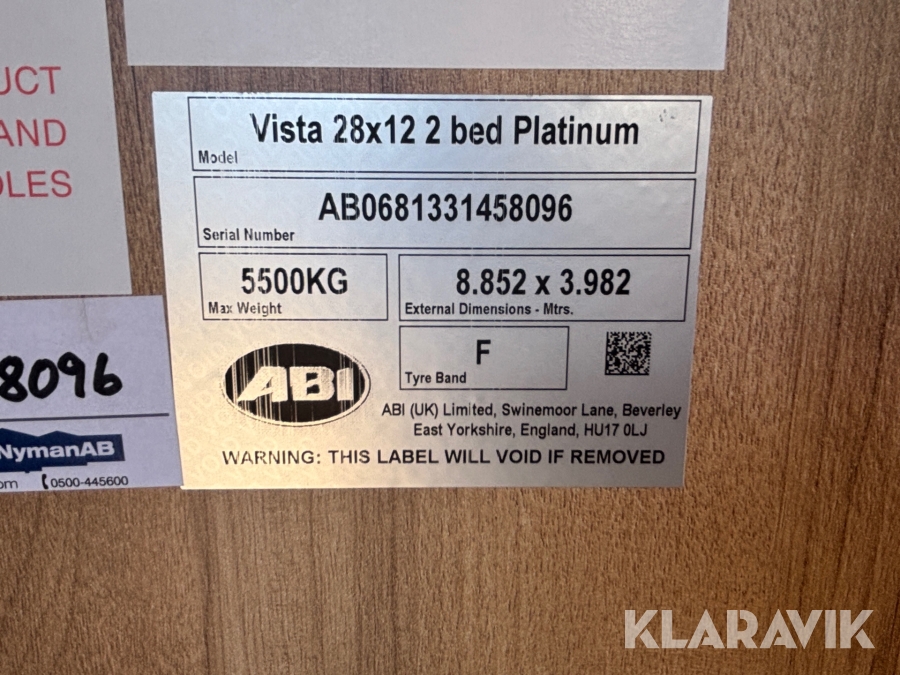 UCT
AND
OLES
Vista 28x12 2 bed Platinum
Model
AB0681331458096
Serial Number
5500KG
Max Weight
8.852 x 3.982
External Dimensions - Mtrs.
F
Tyre Band
ABI
ABI (UK) Limited, Swinemoor Lane, Beverley
East Yorkshire, England, HU17 0LJ
WARNING: THIS LABEL WILL VOID IF REMOVED
8096
NymanAB
om 0500-445600
KLARAVIK